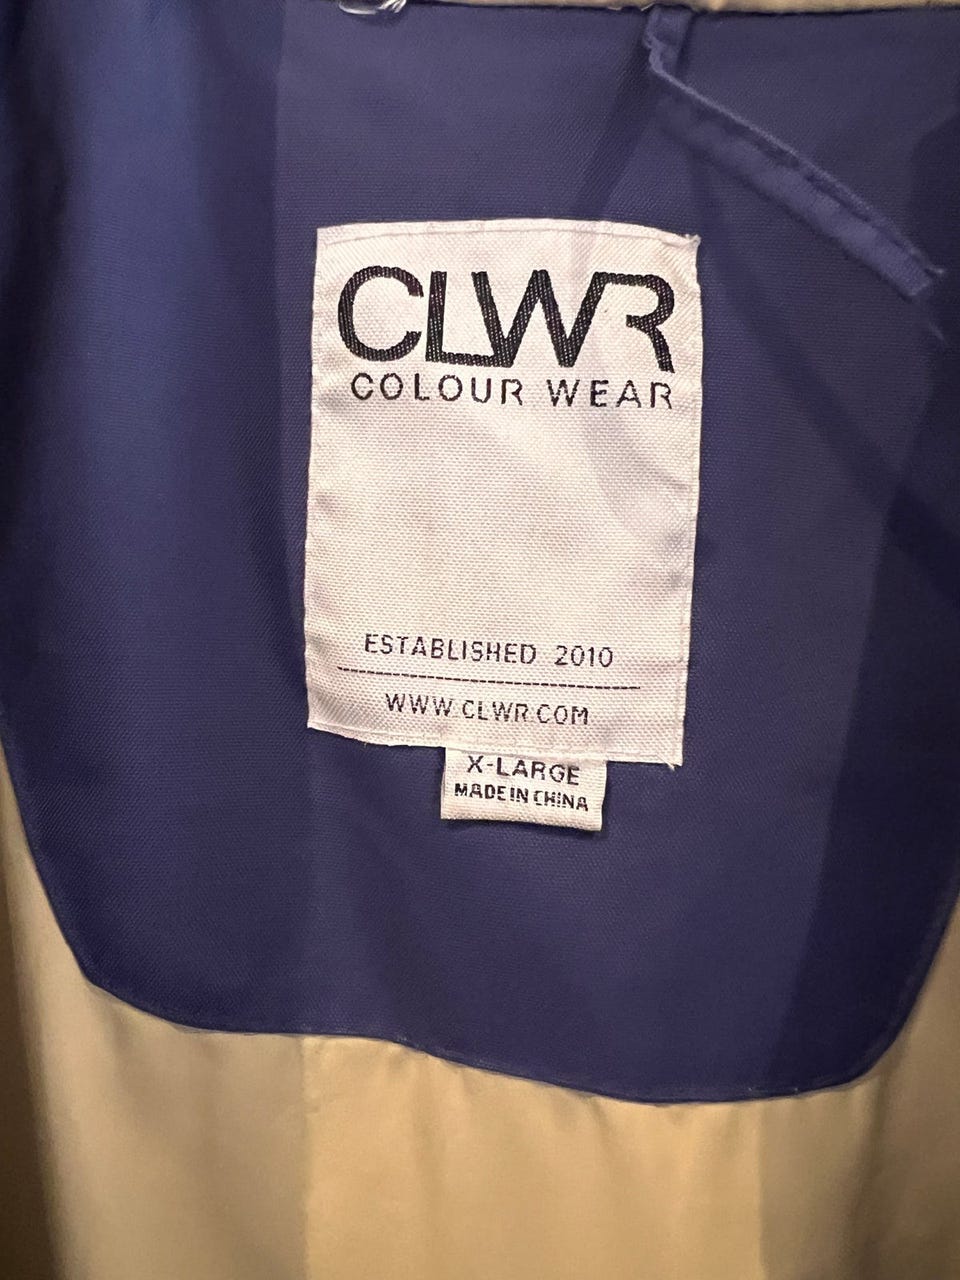 CLWR
COLOUR WEAR
ESTABLISHED 2010
WWW.CLWR.COM
X-LARGE
MADE IN CHINA